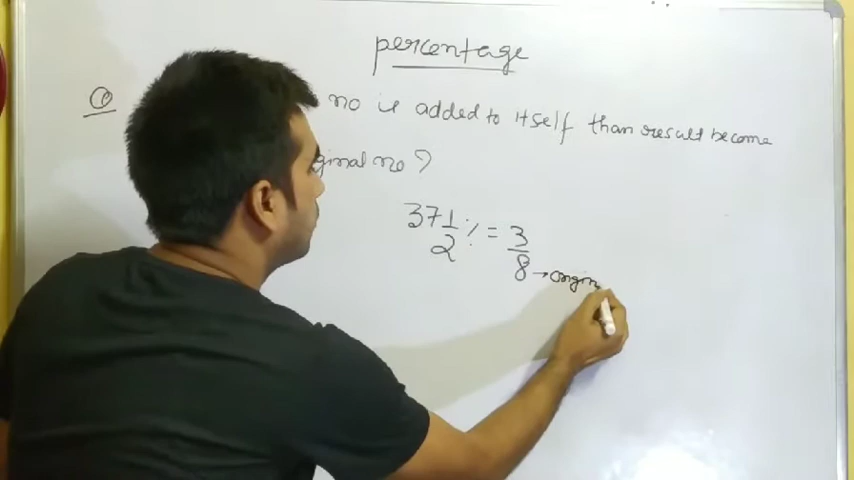 percentage
Q no is added to itself than result become
ginal no ?
37 1/2 % = 3/8 → origin